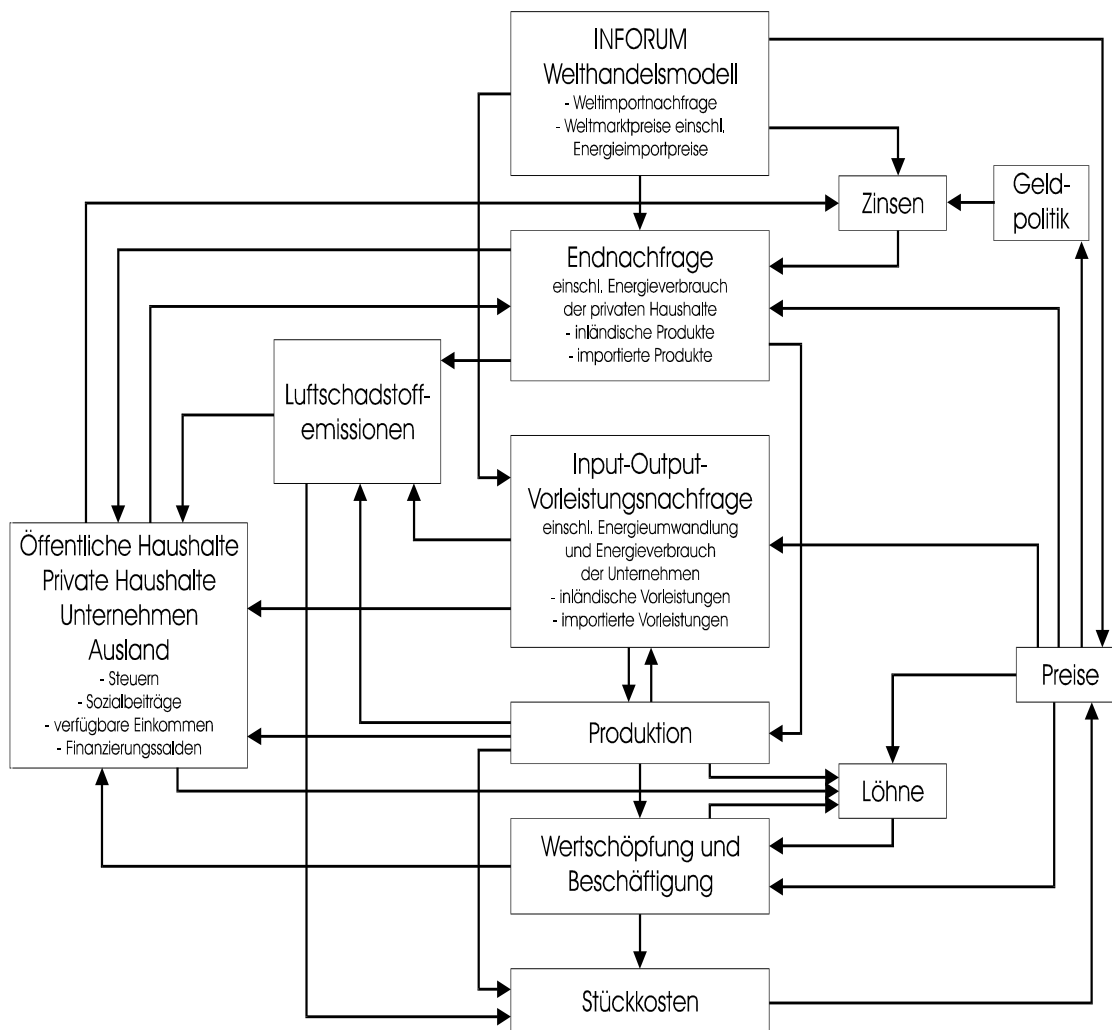 INFORUM
Welthandelsmodell
- Weltimportnachfrage
- Weltmarktpreise einschl.
Energieimportpreise
Zinsen
Geld-
politik
Endnachfrage
einschl. Energieverbrauch
der privaten Haushalte
- inländische Produkte
- importierte Produkte
Luftschadstoff-
emissionen
Input-Output-
Vorleistungsnachfrage
einschl. Energieumwandlung
und Energieverbrauch
der Unternehmen
- inländische Vorleistungen
- importierte Vorleistungen
Öffentliche Haushalte
Private Haushalte
Unternehmen
Ausland
- Steuern
- Sozialbeiträge
- verfügbare Einkommen
- Finanzierungssalden
Preise
Produktion
Löhne
Wertschöpfung und
Beschäftigung
Stückkosten